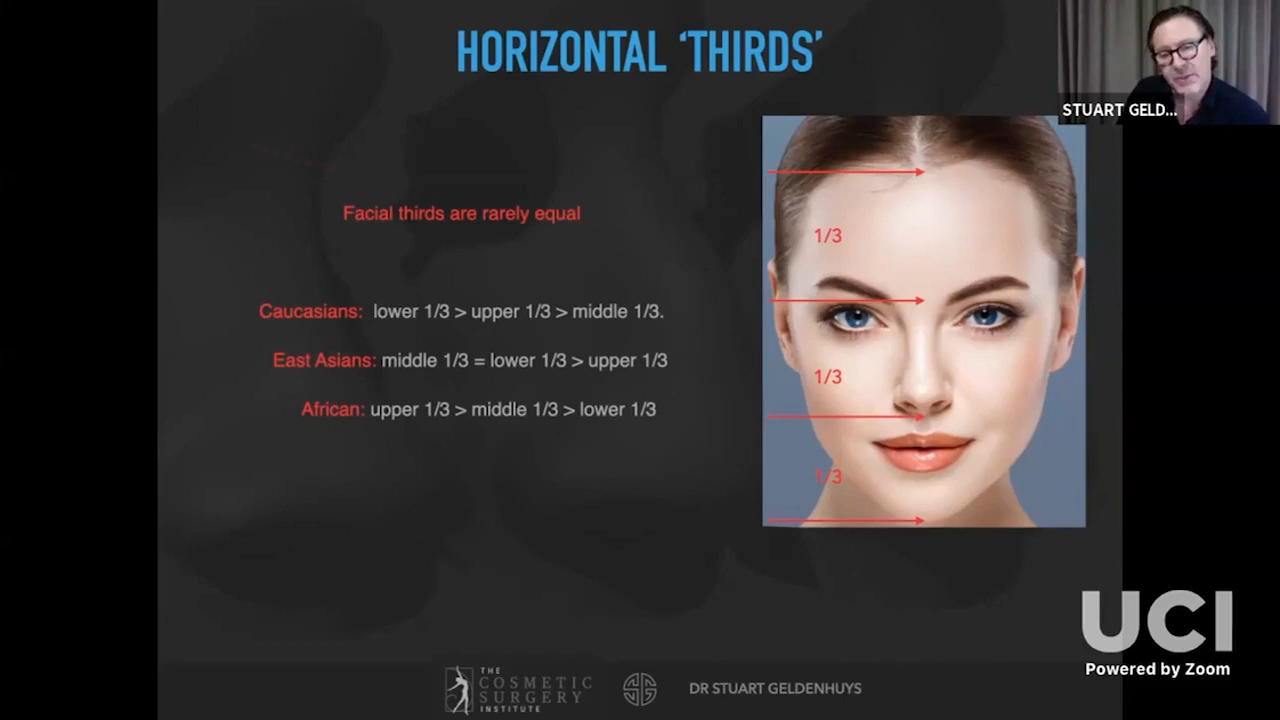 HORIZONTAL ‘THIRDS’
STUART GELD...
Facial thirds are rarely equal
1/3
Caucasians: lower 1/3 > upper 1/3 > middle 1/3.
East Asians: middle 1/3 = lower 1/3 > upper 1/3
1/3
African: upper 1/3 > middle 1/3 > lower 1/3
1/3
UCI
Powered by Zoom
THE
COSMETIC
SURGERY
INSTITUTE
DR STUART GELDENHUYS